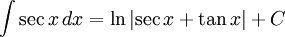 ∫ sec x dx = ln |sec x + tan x| + C